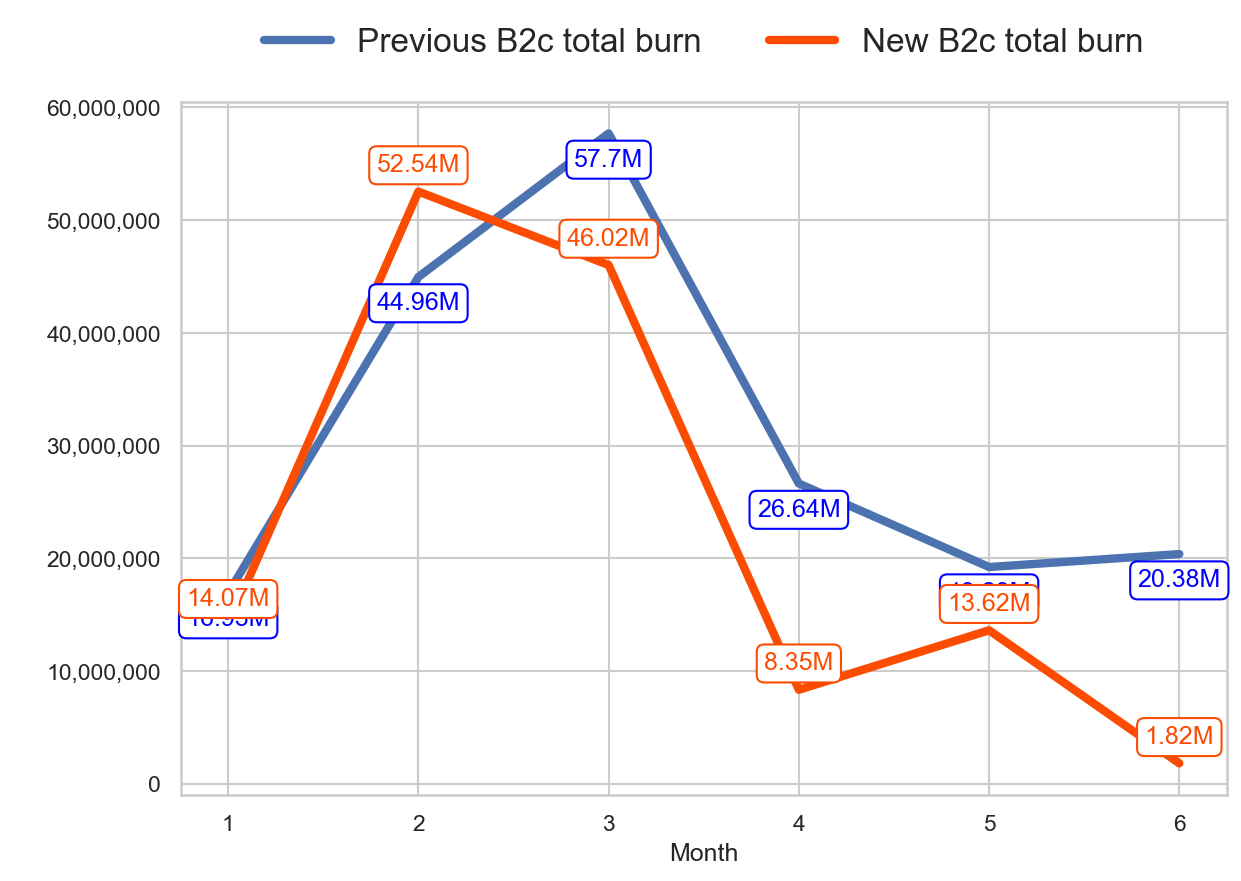 Previous B2c total burn New B2c total burn
60,000,000
52.54M
57.7M
50,000,000
46.02M
44.96M
40,000,000
30,000,000
26.64M
20,000,000
20.38M
14.07M
13.62M
10,000,000
8.35M
1.82M
0
1 2 3 4 5 6
Month